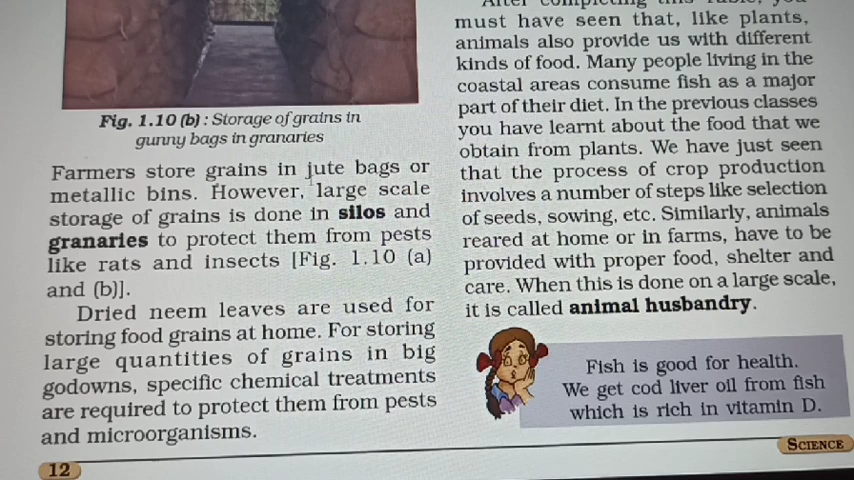 Fig. 1.10 (b) : Storage of grains in
gunny bags in granaries
Farmers store grains in jute bags or
metallic bins. However, large scale
storage of grains is done in silos and
granaries to protect them from pests
like rats and insects [Fig. 1.10 (a)
and (b)].
Dried neem leaves are used for
storing food grains at home. For storing
large quantities of grains in big
godowns, specific chemical treatments
are required to protect them from pests
and microorganisms.
After completing this Table, you
must have seen that, like plants,
animals also provide us with different
kinds of food. Many people living in the
coastal areas consume fish as a major
part of their diet. In the previous classes
you have learnt about the food that we
obtain from plants. We have just seen
that the process of crop production
involves a number of steps like selection
of seeds, sowing, etc. Similarly, animals
reared at home or in farms, have to be
provided with proper food, shelter and
care. When this is done on a large scale,
it is called animal husbandry.
Fish is good for health.
We get cod liver oil from fish
which is rich in vitamin D.
12
SCIENCE